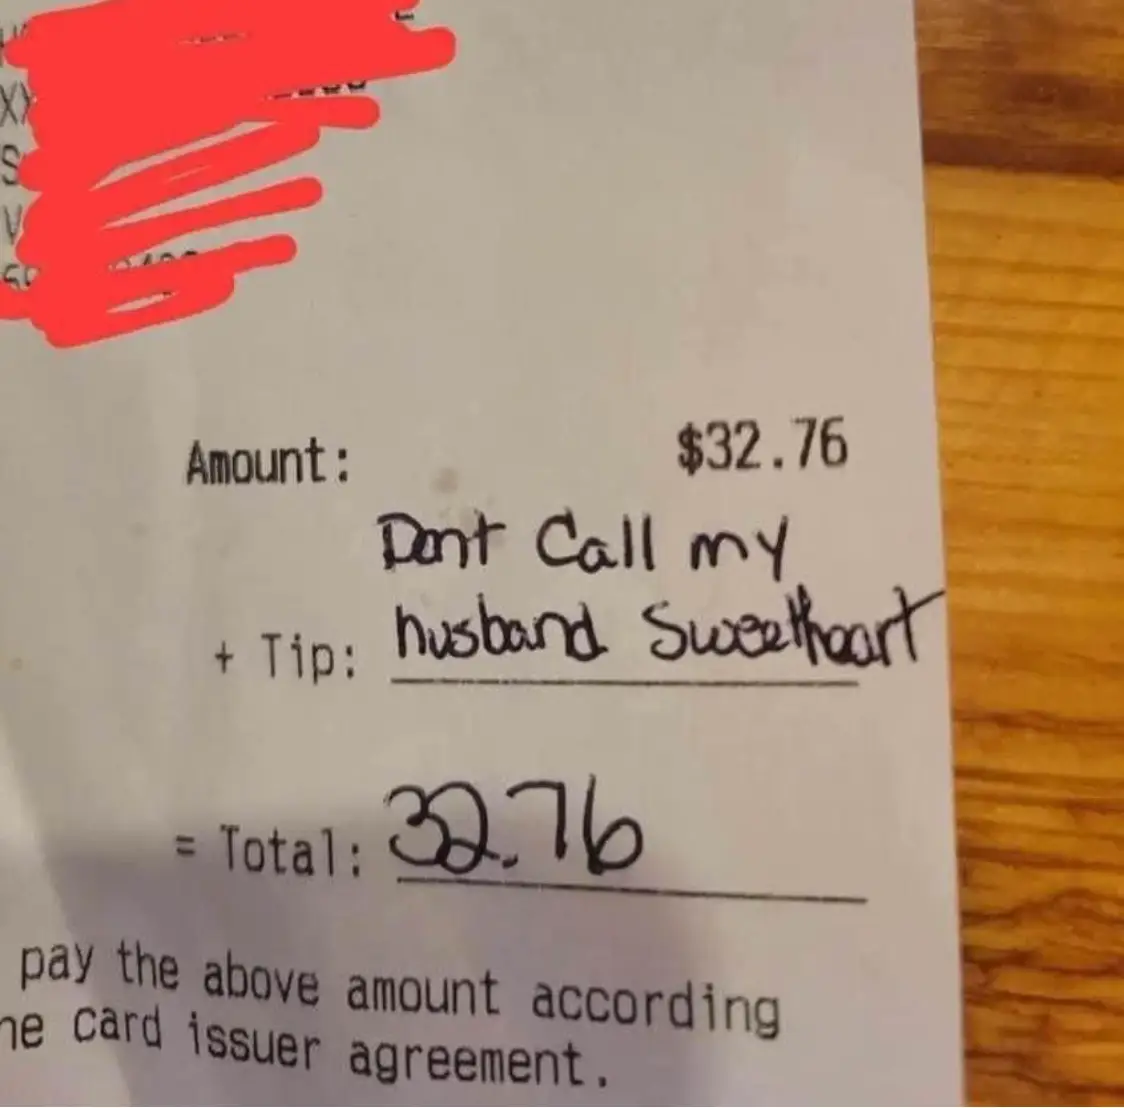 Amount: $32.76
Dont Call my
+ Tip: husband Sweetheart
= Total: 32.76
pay the above amount according
card issuer agreement.